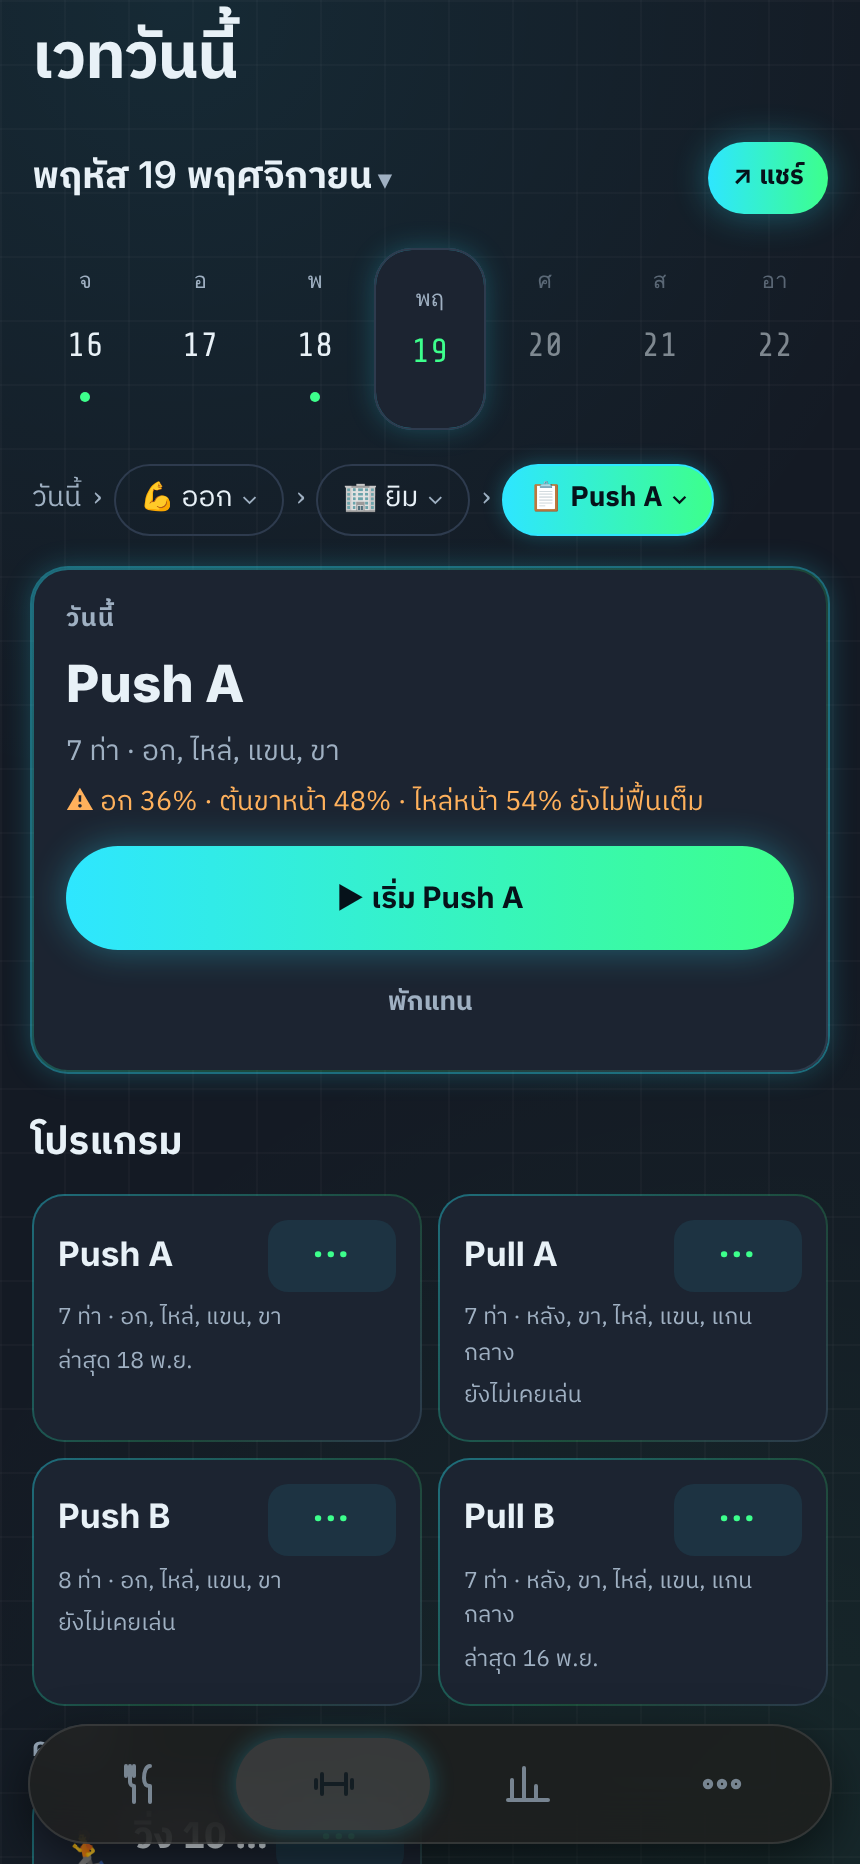 เวทวันนี้
พฤหัส 19 พฤศจิกายน ▾
↗ แชร์
จ อ พ พฤ ศ ส อา
16 17 18 19 20 21 22
วันนี้ › 💪 ออก › 🏢 ยิม › 📋 Push A
วันนี้
Push A
7 ท่า · อก, ไหล่, แขน, ขา
⚠ อก 36% · ต้นขาหน้า 48% · ไหล่หน้า 54% ยังไม่ฟื้นเต็ม
▶ เริ่ม Push A
พักแทน
โปรแกรม
Push A
7 ท่า · อก, ไหล่, แขน, ขา
ล่าสุด 18 พ.ย.
Pull A
7 ท่า · หลัง, ขา, ไหล่, แขน, แกน
กลาง
ยังไม่เคยเล่น
Push B
8 ท่า · อก, ไหล่, แขน, ขา
ยังไม่เคยเล่น
Pull B
7 ท่า · หลัง, ขา, ไหล่, แขน, แกน
กลาง
ล่าสุด 16 พ.ย.
วิ่ง 10 ...